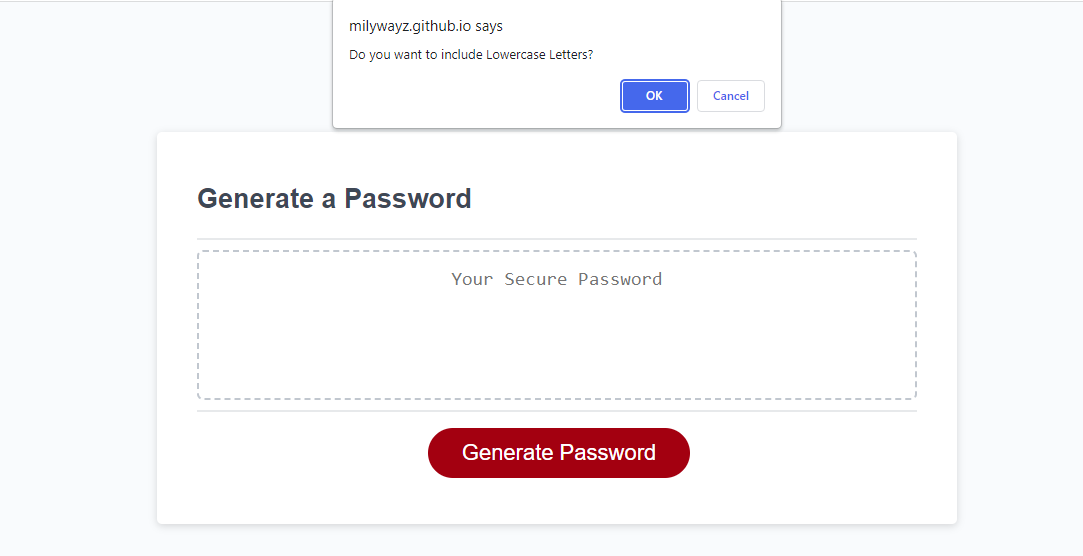 milywayz.github.io says
Do you want to include Lowercase Letters?
OK Cancel
Generate a Password
Your Secure Password
Generate Password